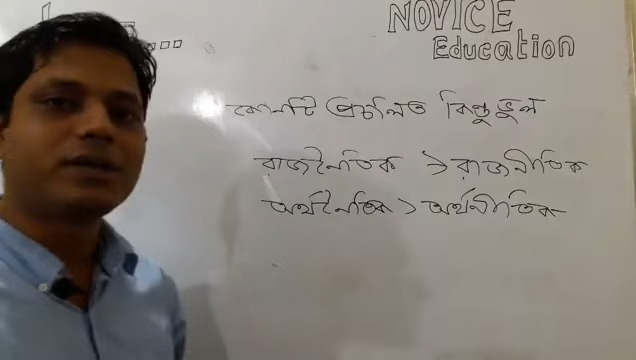 NOVICE
Education
কোনটি প্রচলিত কিন্তু ভুল
রাজনৈতিক > রাজনীতিক
অর্থনৈতিক > অর্থনীতিক